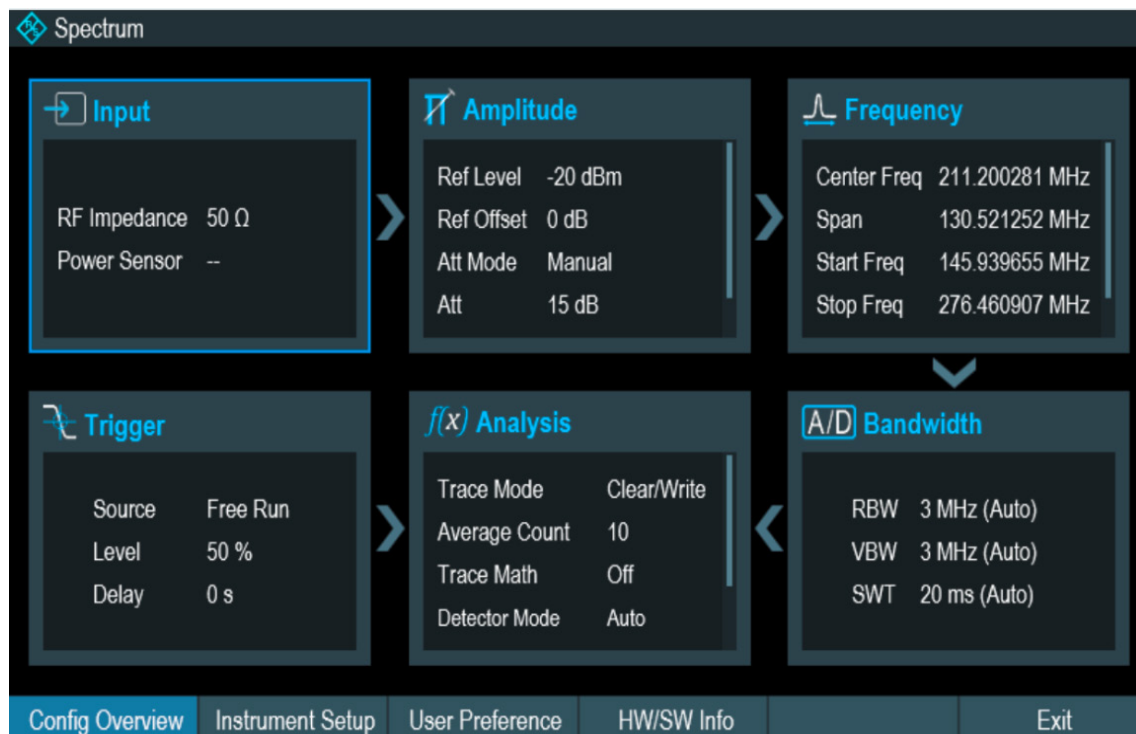 Spectrum
Input
RF Impedance 50 Ω
Power Sensor --
Amplitude
Ref Level -20 dBm
Ref Offset 0 dB
Att Mode Manual
Att 15 dB
Frequency
Center Freq 211.200281 MHz
Span 130.521252 MHz
Start Freq 145.939655 MHz
Stop Freq 276.460907 MHz
Trigger
Source Free Run
Level 50 %
Delay 0 s
f(x) Analysis
Trace Mode Clear/Write
Average Count 10
Trace Math Off
Detector Mode Auto
A/D Bandwidth
RBW 3 MHz (Auto)
VBW 3 MHz (Auto)
SWT 20 ms (Auto)
Config Overview Instrument Setup User Preference HW/SW Info Exit